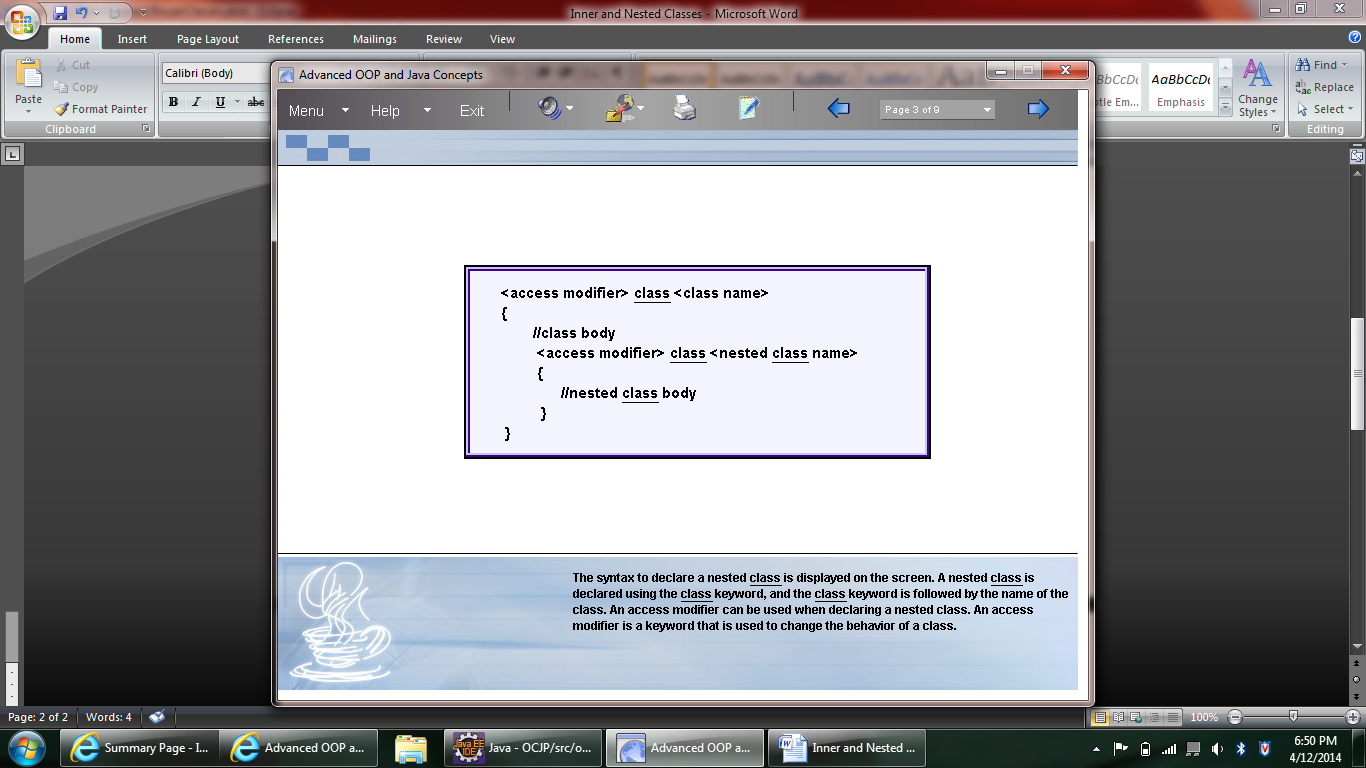 Inner and Nested Classes - Microsoft Word
Home Insert Page Layout References Mailings Review View
Cut
Copy
Paste
Format Painter
Clipboard
Calibri (Body)
B I U abc
AaBbCcDc
Emphasis
Change
Styles
Find
Replace
Select
Editing
Advanced OOP and Java Concepts
Menu Help Exit
Page 3 of 9
<access modifier> class <class name>
{
//class body
<access modifier> class <nested class name>
{
//nested class body
}
}
The syntax to declare a nested class is displayed on the screen. A nested class is
declared using the class keyword, and the class keyword is followed by the name of the
class. An access modifier can be used when declaring a nested class. An access
modifier is a keyword that is used to change the behavior of a class.
Page: 2 of 2 Words: 4
100%
Summary Page - I...
Advanced OOP a...
Java EE IDE
Java - OCJP/src/o...
Advanced OOP a...
Inner and Nested ...
6:50 PM
4/12/2014